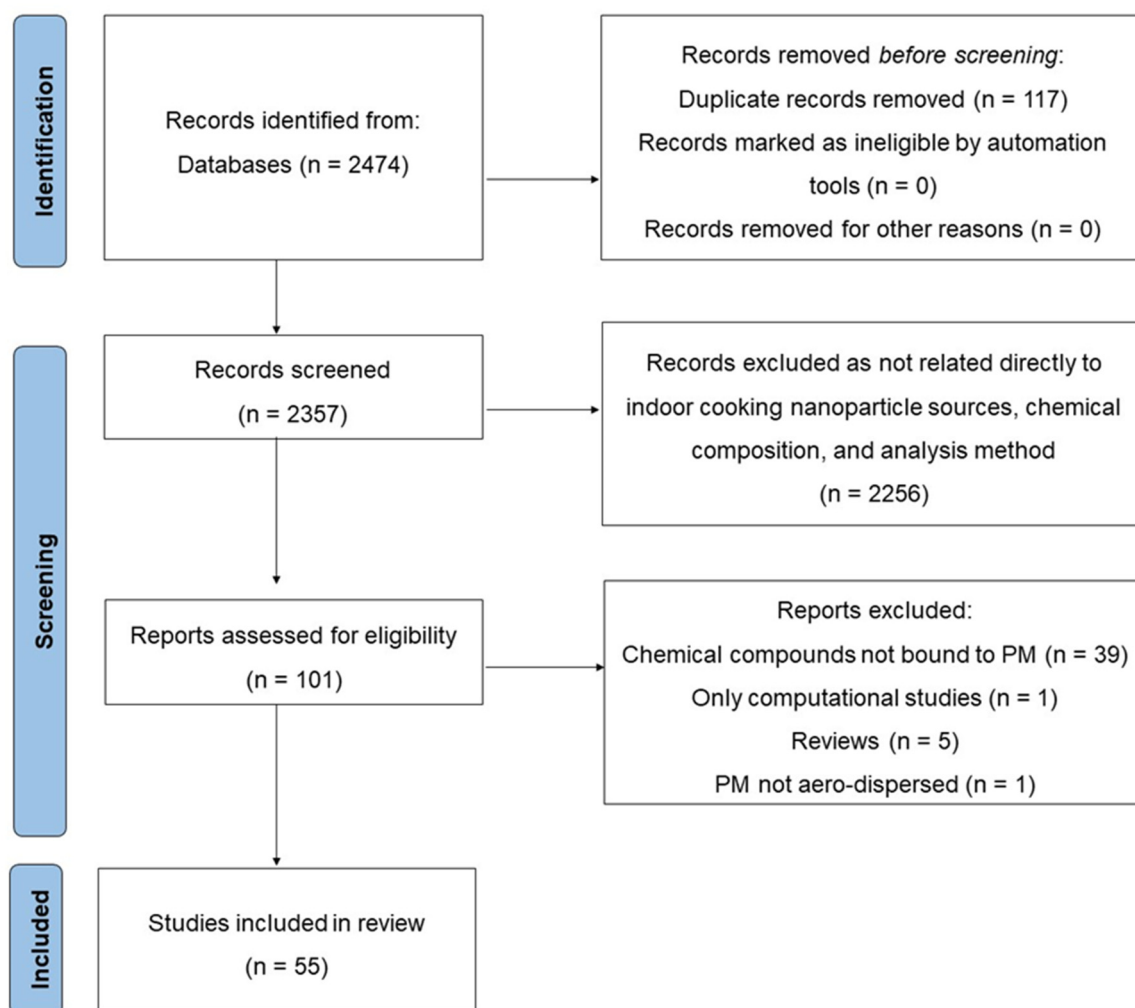 Identification
Records identified from:
Databases (n = 2474)
Records removed before screening:
Duplicate records removed (n = 117)
Records marked as ineligible by automation
tools (n = 0)
Records removed for other reasons (n = 0)
Screening
Records screened
(n = 2357)
Records excluded as not related directly to
indoor cooking nanoparticle sources, chemical
composition, and analysis method
(n = 2256)
Reports assessed for eligibility
(n = 101)
Reports excluded:
Chemical compounds not bound to PM (n = 39)
Only computational studies (n = 1)
Reviews (n = 5)
PM not aero-dispersed (n = 1)
Included
Studies included in review
(n = 55)